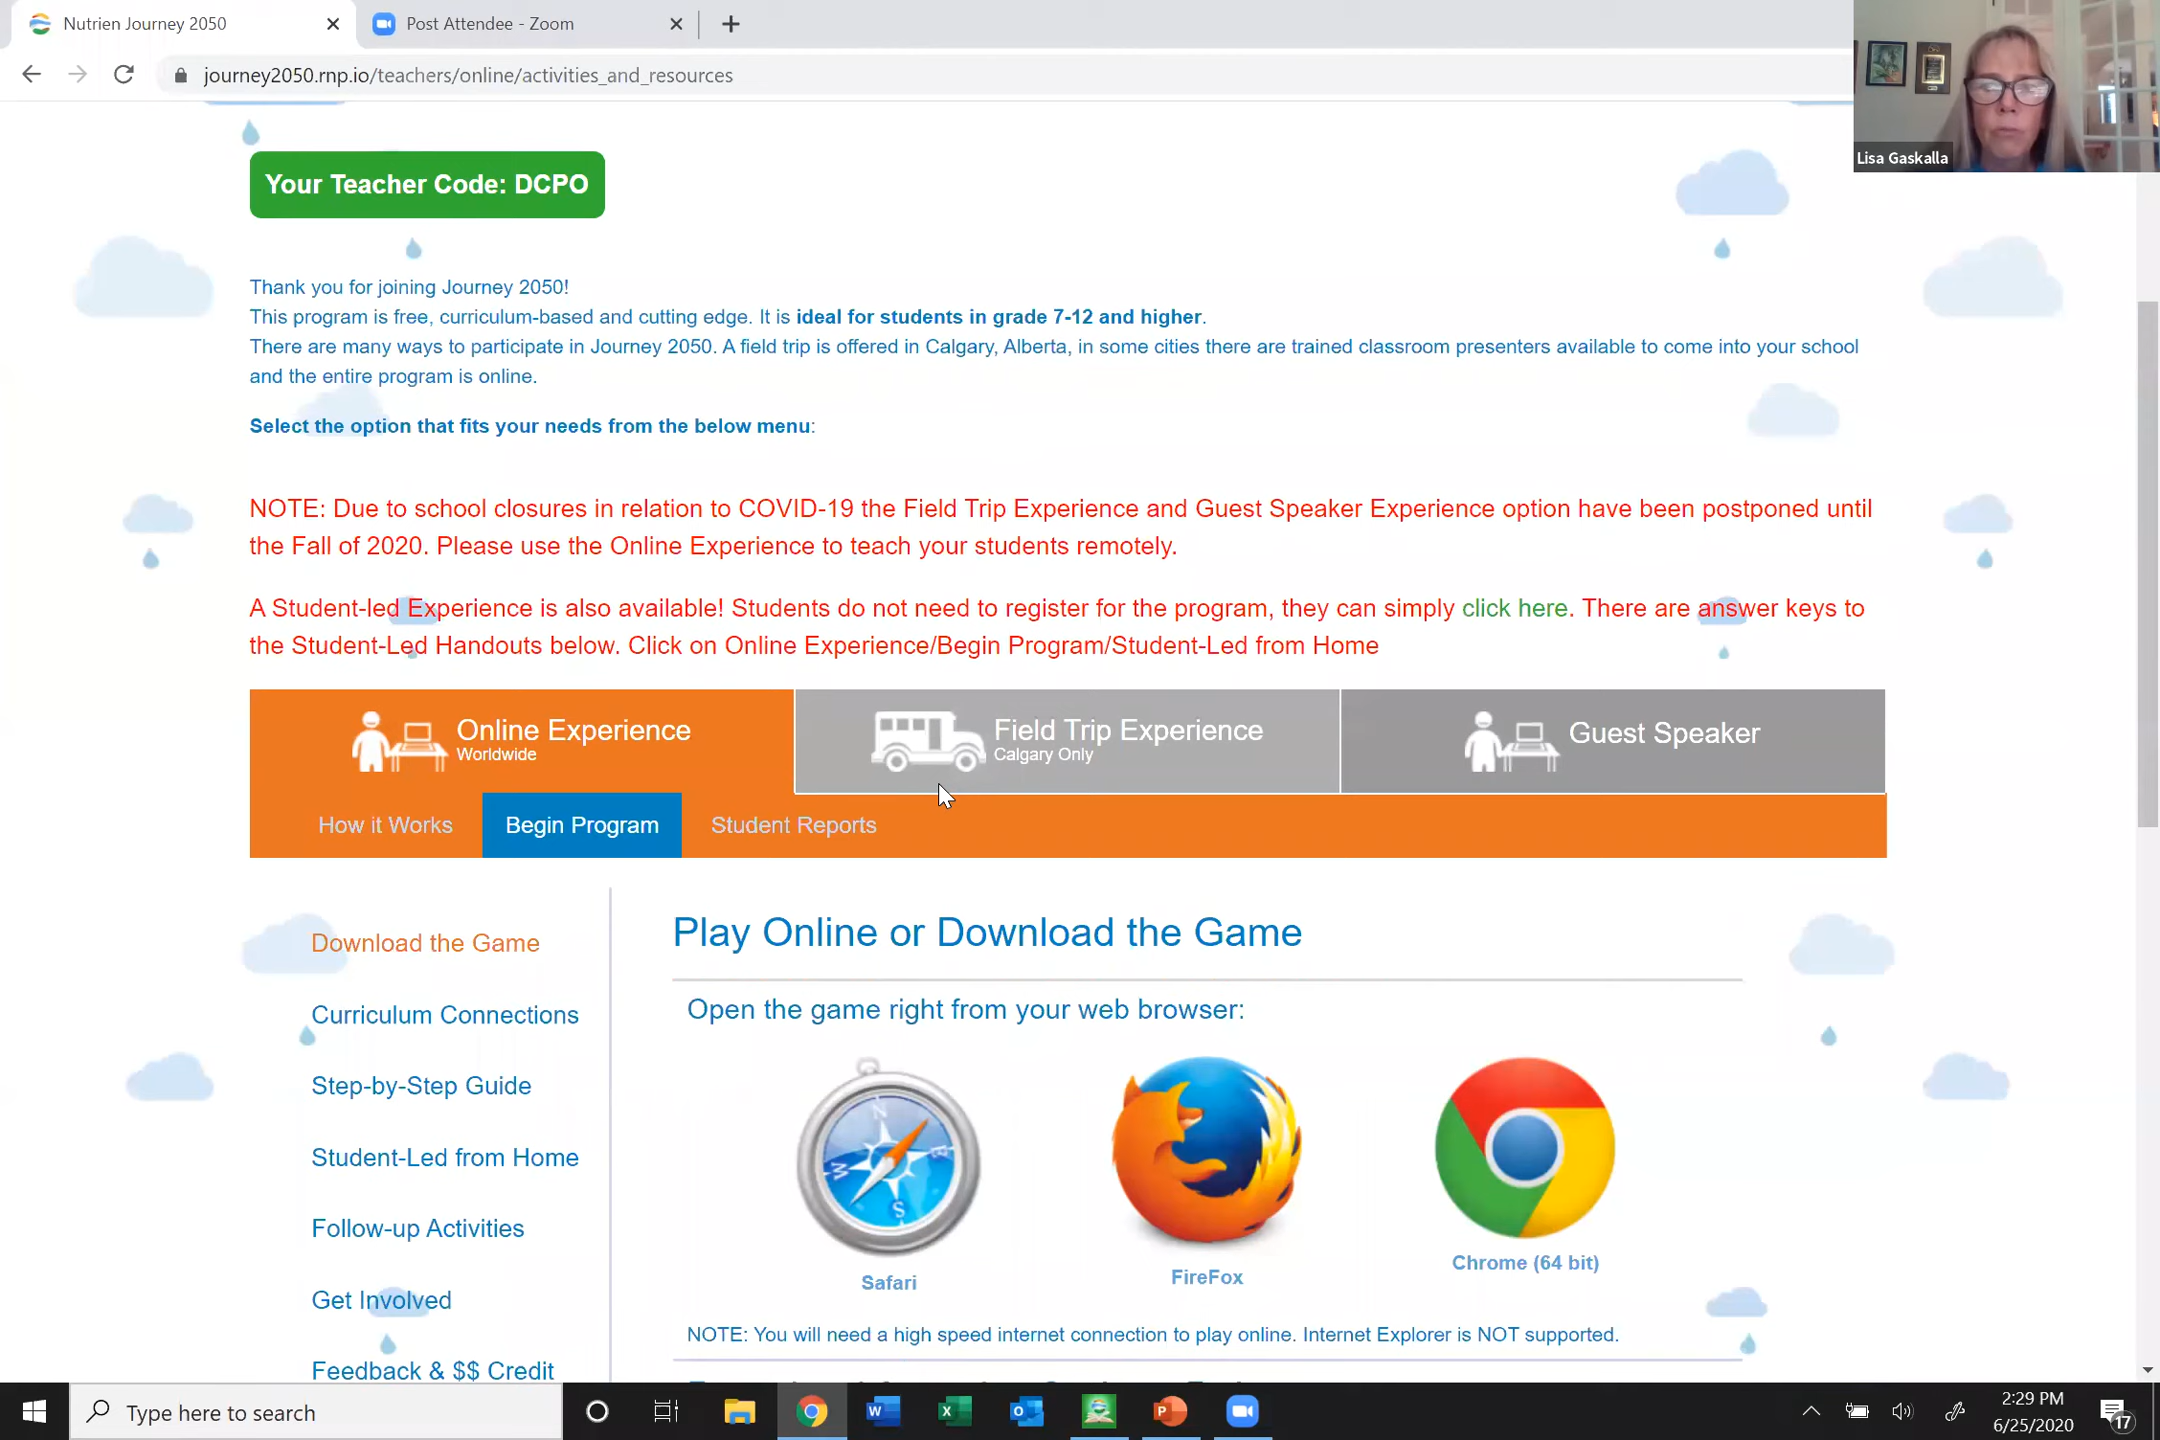 Nutrien Journey 2050
Post Attendee - Zoom
journey2050.rnp.io/teachers/online/activities_and_resources
Lisa Gaskalla
Your Teacher Code: DCPO
Thank you for joining Journey 2050!
This program is free, curriculum-based and cutting edge. It is ideal for students in grade 7-12 and higher.
There are many ways to participate in Journey 2050. A field trip is offered in Calgary, Alberta, in some cities there are trained classroom presenters available to come into your school
and the entire program is online.
Select the option that fits your needs from the below menu:
NOTE: Due to school closures in relation to COVID-19 the Field Trip Experience and Guest Speaker Experience option have been postponed until
the Fall of 2020. Please use the Online Experience to teach your students remotely.
A Student-led Experience is also available! Students do not need to register for the program, they can simply click here. There are answer keys to
the Student-Led Handouts below. Click on Online Experience/Begin Program/Student-Led from Home
Online Experience
Worldwide
Field Trip Experience
Calgary Only
Guest Speaker
How it Works
Begin Program
Student Reports
Download the Game
Curriculum Connections
Step-by-Step Guide
Student-Led from Home
Follow-up Activities
Get Involved
Feedback & $$ Credit
Play Online or Download the Game
Open the game right from your web browser:
N
E
W
S
Safari
FireFox
Chrome (64 bit)
NOTE: You will need a high speed internet connection to play online. Internet Explorer is NOT supported.
Type here to search
2:29 PM
6/25/2020
17